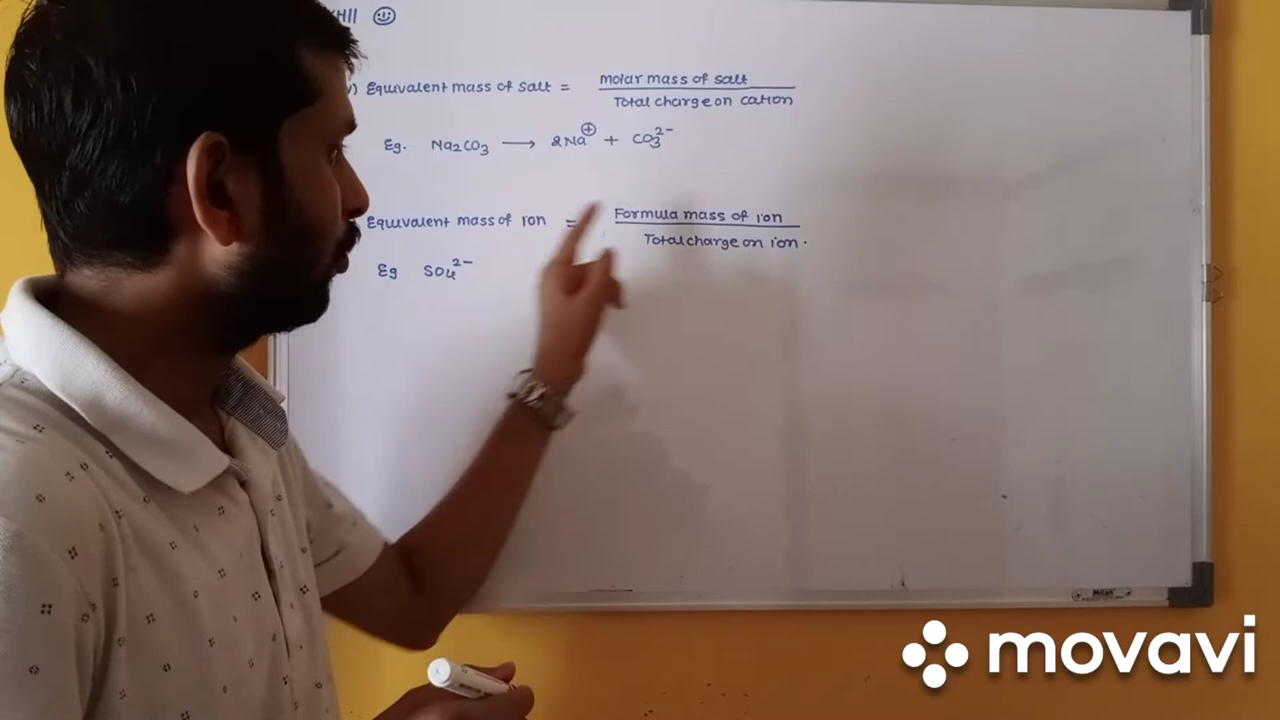 Equivalent mass of salt = molar mass of salt
Total charge on cation
Eg. Na2CO3 ⟶ 2Na⊕ + CO3²⁻
Equivalent mass of ion = Formula mass of ion
Total charge on ion.
Eg SO4²⁻
movavi